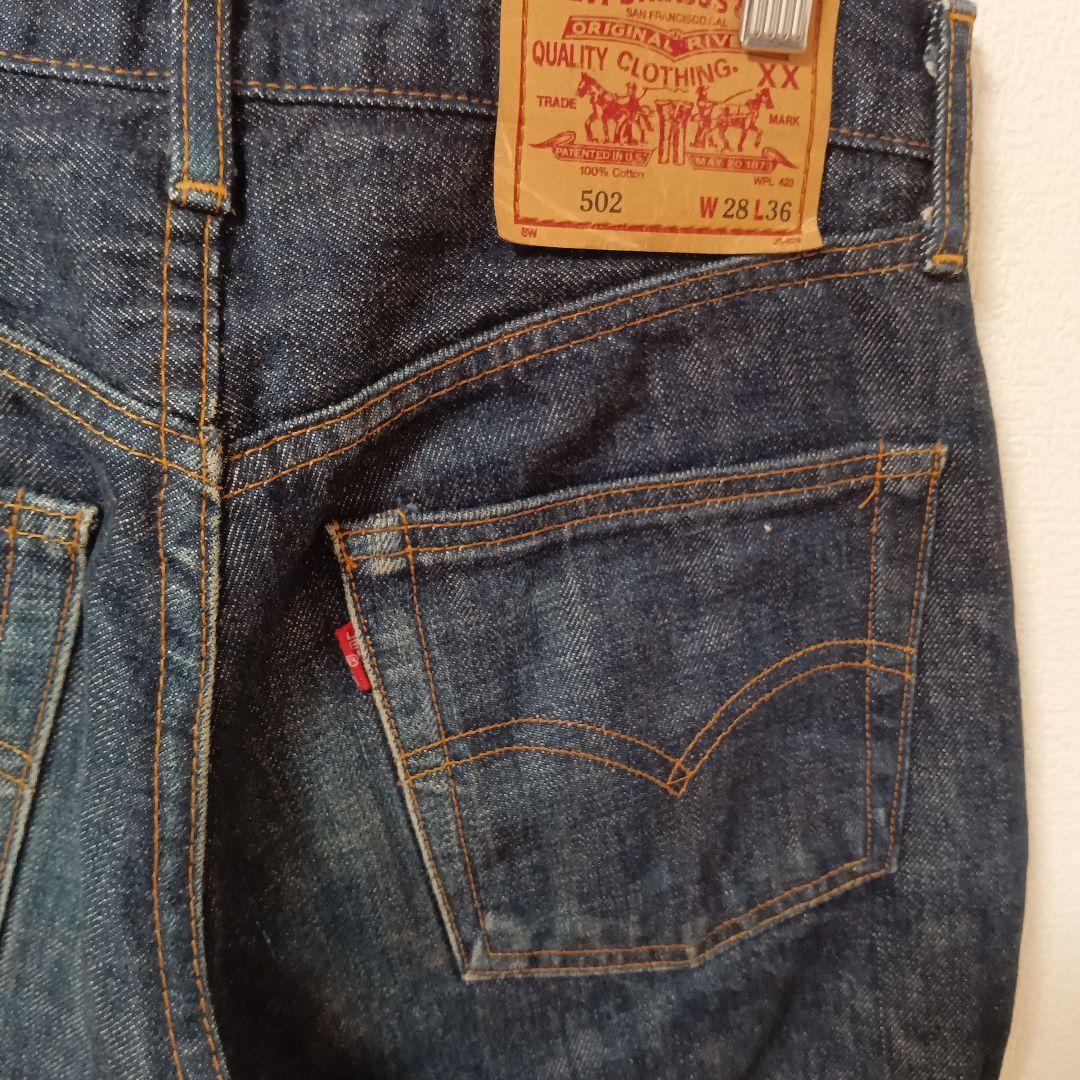 SAN FRANCISCO.CAL
ORIGINAL
QUALITY CLOTHING.
XX
TRADE MARK
PATENTED IN U.S.
MAY 20 1873
100% Cotton
WPL 423
502 W 28 L 36